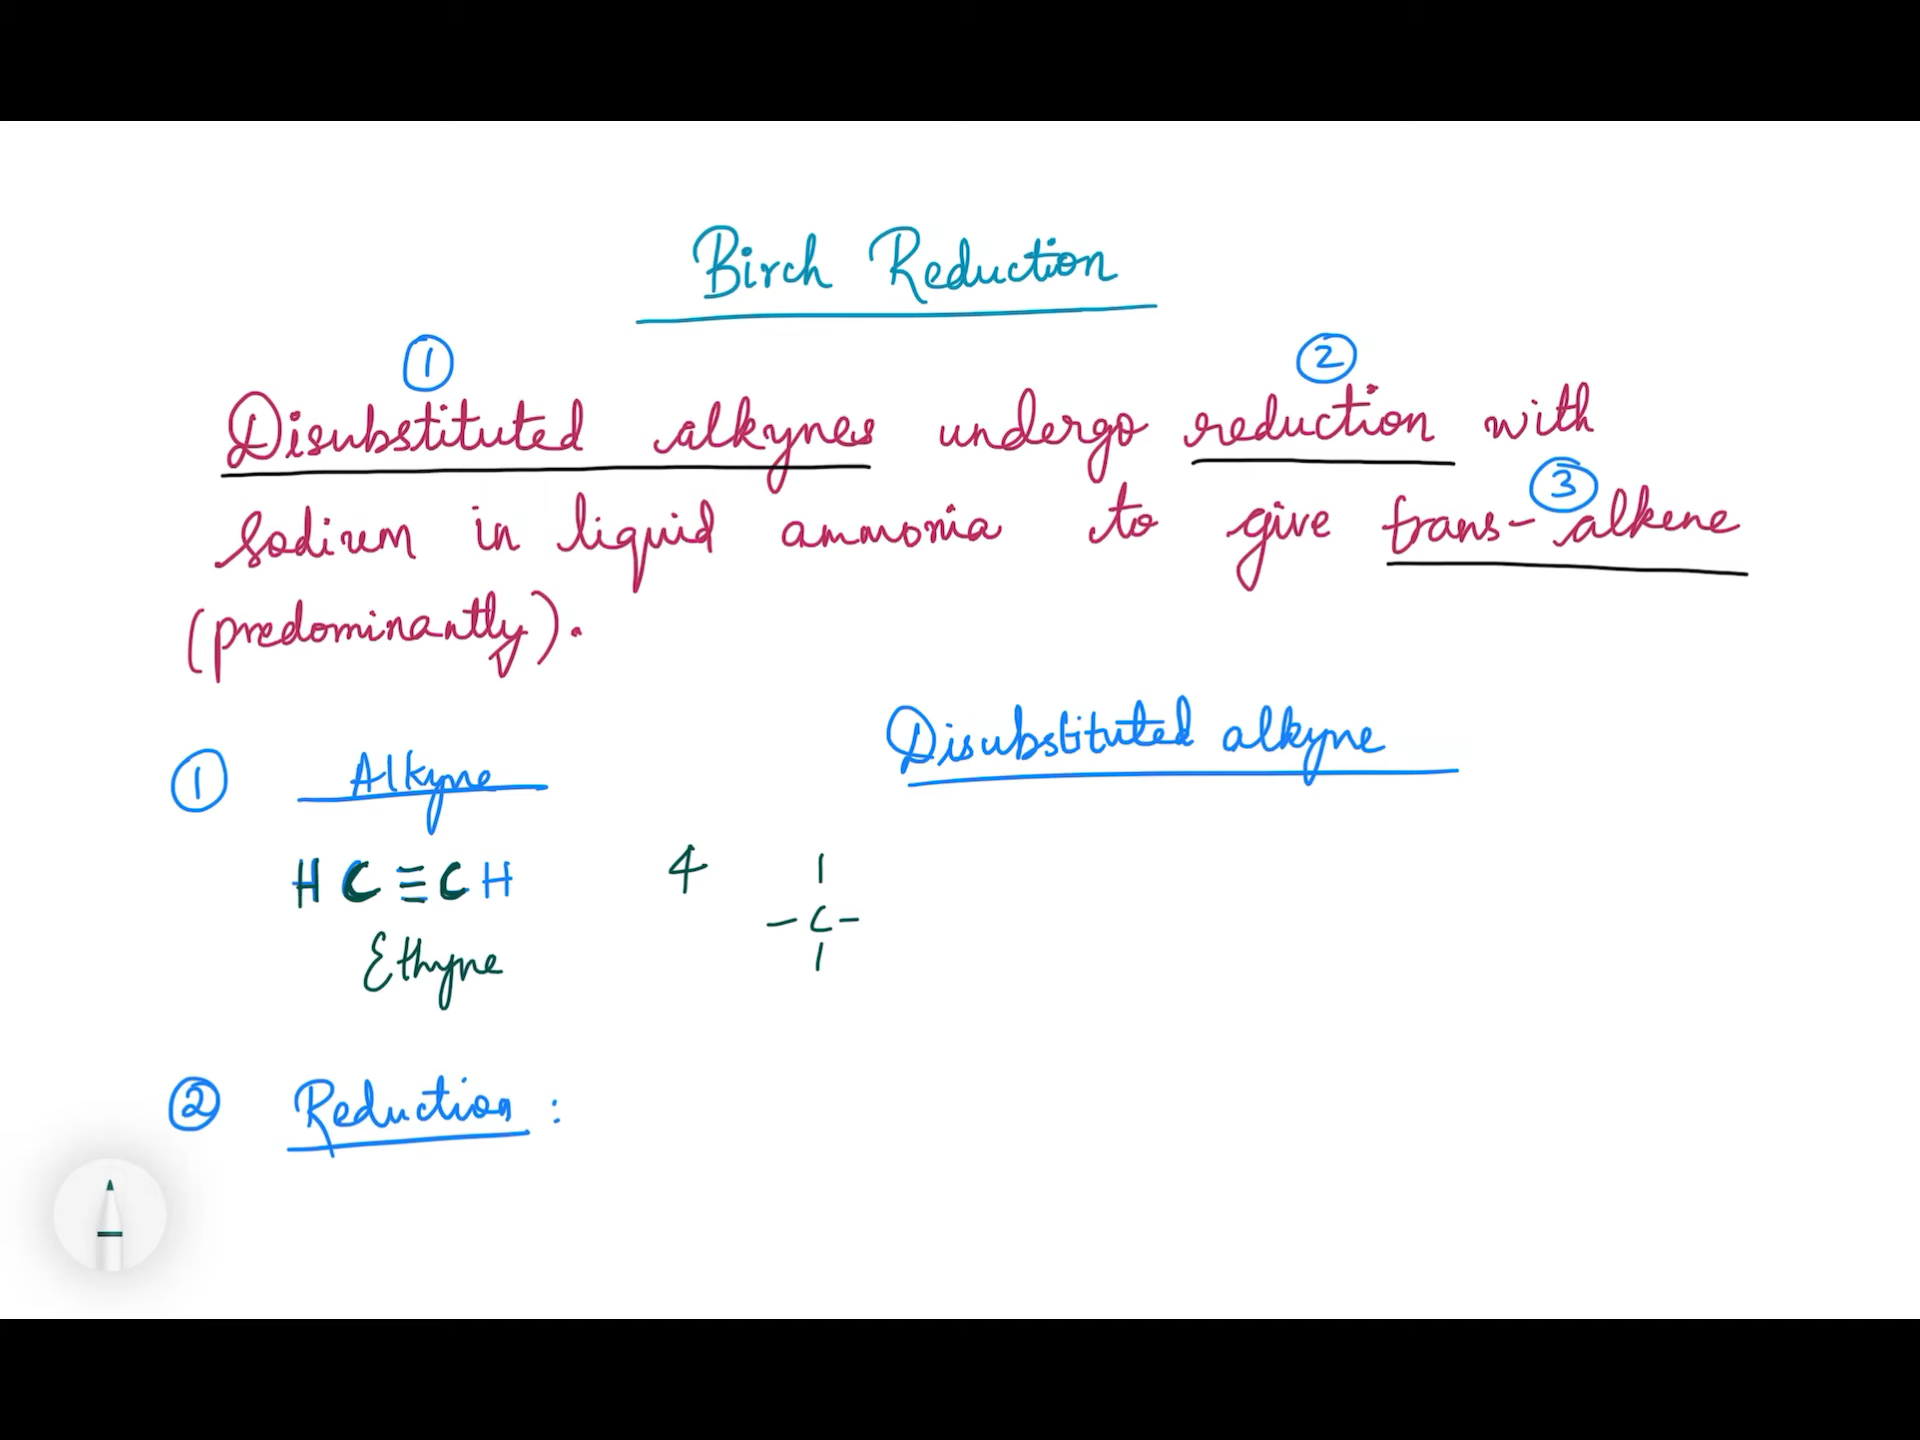 Birch Reduction
① ②
Disubstituted alkynes undergo reduction with
③
sodium in liquid ammonia to give trans-alkene
(predominantly).
Disubstituted alkyne
① Alkyne
HC≡CH 4 -C-
Ethyne
② Reduction :